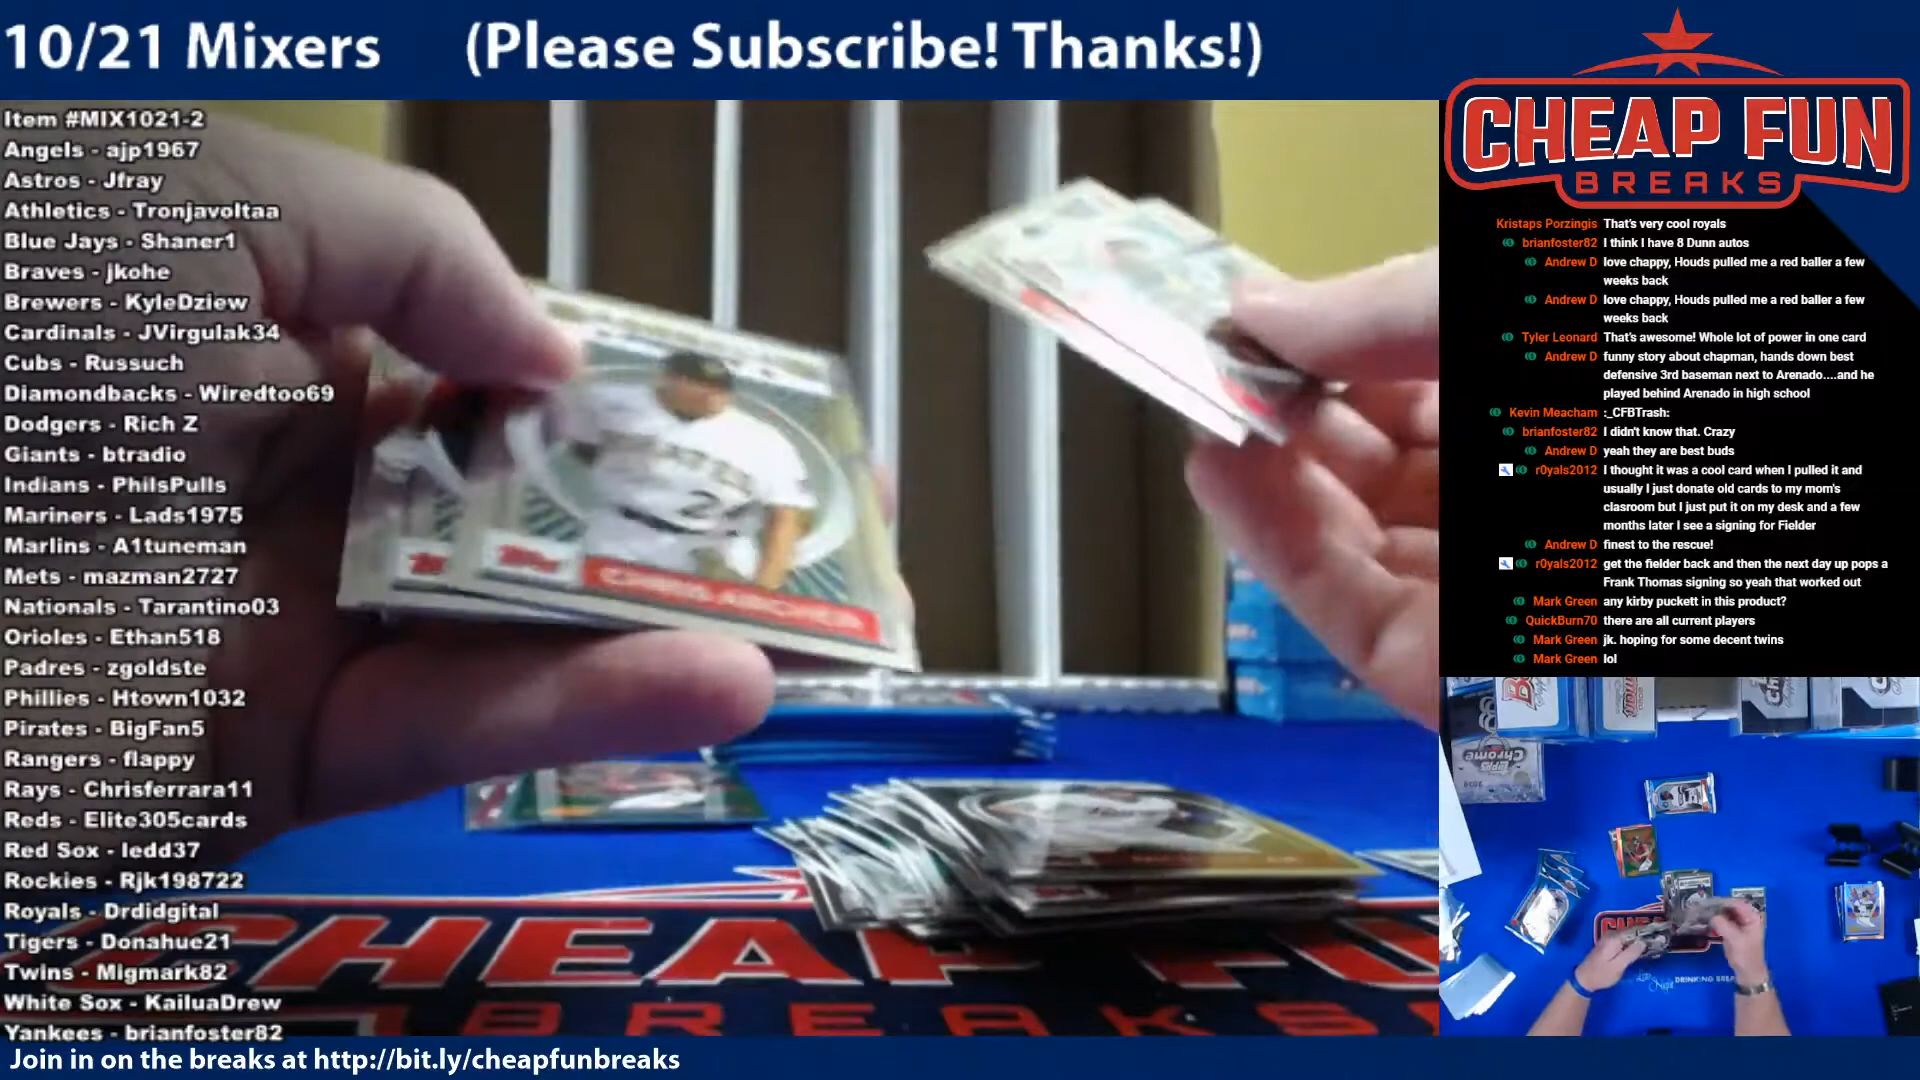 10/21 Mixers (Please Subscribe! Thanks!)
Item #MIX1021-2
Angels - ajp1967
Astros - Jfray
Athletics - Tronjavoltaa
Blue Jays - Shaner1
Braves - jkohe
Brewers - KyleDziew
Cardinals - JVirgulak34
Cubs - Russuch
Diamondbacks - Wiredtoo69
Dodgers - Rich Z
Giants - btradio
Indians - PhilsPulls
Mariners - Lads1975
Marlins - A1tuneman
Mets - mazman2727
Nationals - Tarantino03
Orioles - Ethan518
Padres - zgoldste
Phillies - Htown1032
Pirates - BigFan5
Rangers - flappy
Rays - Chrisferrara11
Reds - Elite305cards
Red Sox - ledd37
Rockies - Rjk198722
Royals - Drdidgital
Tigers - Donahue21
Twins - Migmark82
White Sox - KailuaDrew
Yankees - brianfoster82
Join in on the breaks at http://bit.ly/cheapfunbreaks
24
Topps
CHRIS ARCHER
CHEAP FU
BREAKS
CHEAP FUN
BREAKS
Kristaps Porzingis That's very cool royals
brianfoster82 I think I have 8 Dunn autos
Andrew D love chappy, Houds pulled me a red baller a few
weeks back
Andrew D love chappy, Houds pulled me a red baller a few
weeks back
Tyler Leonard That's awesome! Whole lot of power in one card
Andrew D funny story about chapman, hands down best
defensive 3rd baseman next to Arenado....and he
played behind Arenado in high school
Kevin Meacham :_CFBTrash:
brianfoster82 I didn't know that. Crazy
Andrew D yeah they are best buds
r0yals2012 I thought it was a cool card when I pulled it and
usually I just donate old cards to my mom's
clasroom but I just put it on my desk and a few
months later I see a signing for Fielder
Andrew D finest to the rescue!
r0yals2012 get the fielder back and then the next day up pops a
Frank Thomas signing so yeah that worked out
Mark Green any kirby puckett in this product?
QuickBurn70 there are all current players
Mark Green jk. hoping for some decent twins
Mark Green lol
Topps
Chrome
CHEAP
DRINKING